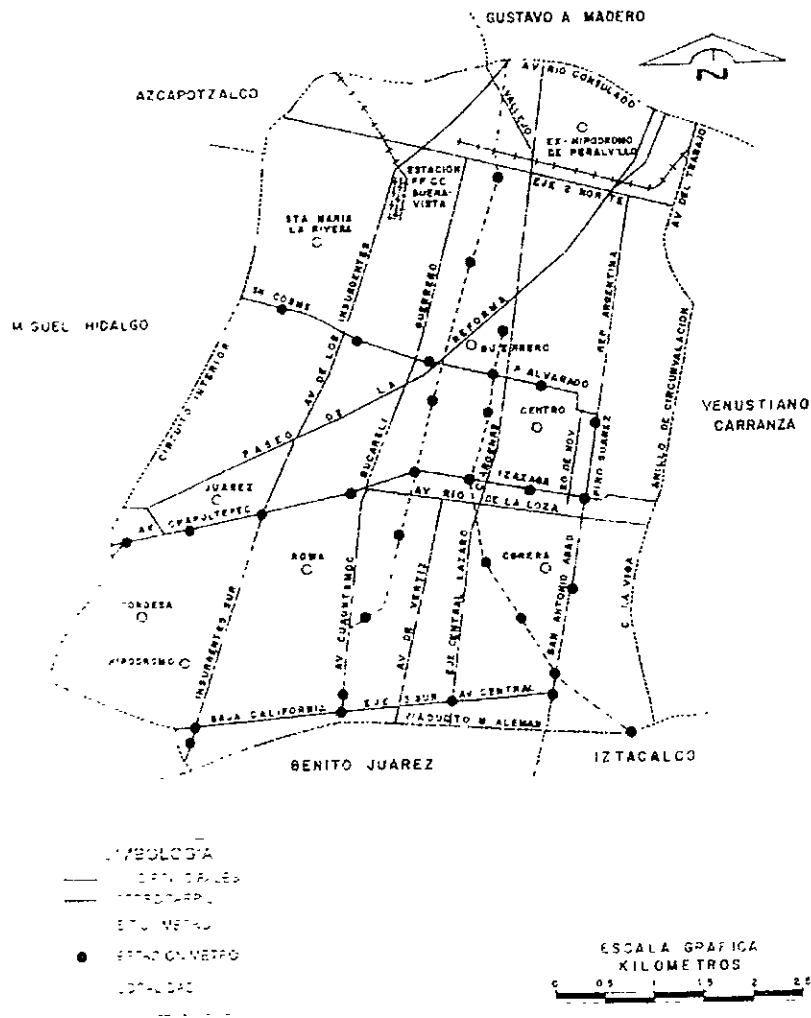 GUSTAVO A MADERO
AZCAPOTZALCO
AV RIO CONSULADO
VALLEJO
EX-HIPODROMO
DE PERALVILLO
AV DEL TRABAJO
ESTACION
FF CC
BUENA-
VISTA
EJE 2 NORTE
STA MARIA
LA RIVERA
AV DE LOS INSURGENTES
GUERRERO
REP ARGENTINA
SN COSME
REFORMA
GUERRERO
MIGUEL HIDALGO
CIRCUITO INTERIOR
PASEO DE LA
P ALVARADO
ANILLO DE CIRCUNVALACION
VENUSTIANO
CARRANZA
CENTRO
20 DE NOV
PINO SUAREZ
BUCARELI
CARDENAS
IZAZAGA
JUAREZ
AV RIO DE LA LOZA
AV CHAPULTEPEC
ROMA
OBRERA
SAN ANTONIO ABAD
C LA VIGA
CONDESA
HIPODROMO
INSURGENTES SUR
AV CUAUHTEMOC
AV DR VERTIZ
EJE CENTRAL LAZARO
BAJA CALIFORNIA
EJE 3 SUR
AV CENTRAL
VIADUCTO M. ALEMAN
BENITO JUAREZ
IZTACALCO
SIMBOLOGIA
ESTACION METRO
LOCALIDAD
ESCALA GRAFICA
KILOMETROS
0 0.5 1 1.5 2 2.5